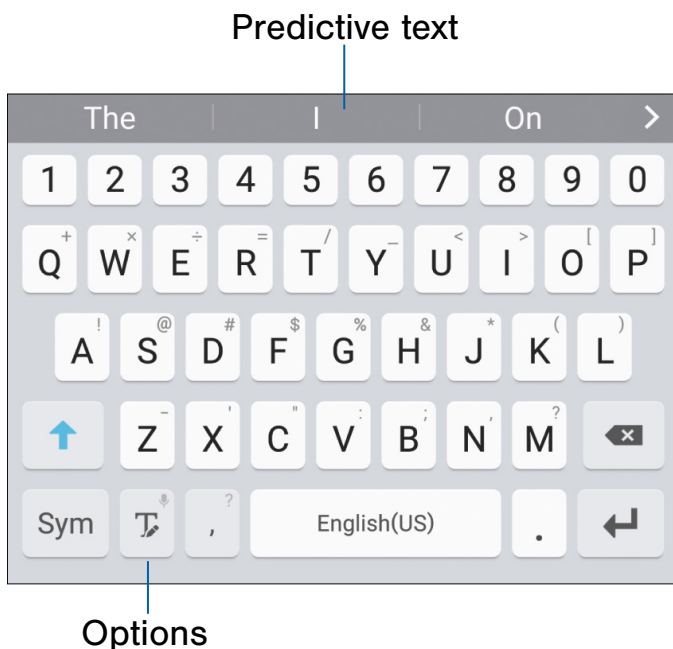 Predictive text
The I On >
1 2 3 4 5 6 7 8 9 0
Q + W × E ÷ R = T / Y _ U < I > O [ P ]
A ! S @ D # F $ G % H & J * K ( L )
Z - X ' C " V : B ; N , M ?
Sym T , ? English(US) .
Options